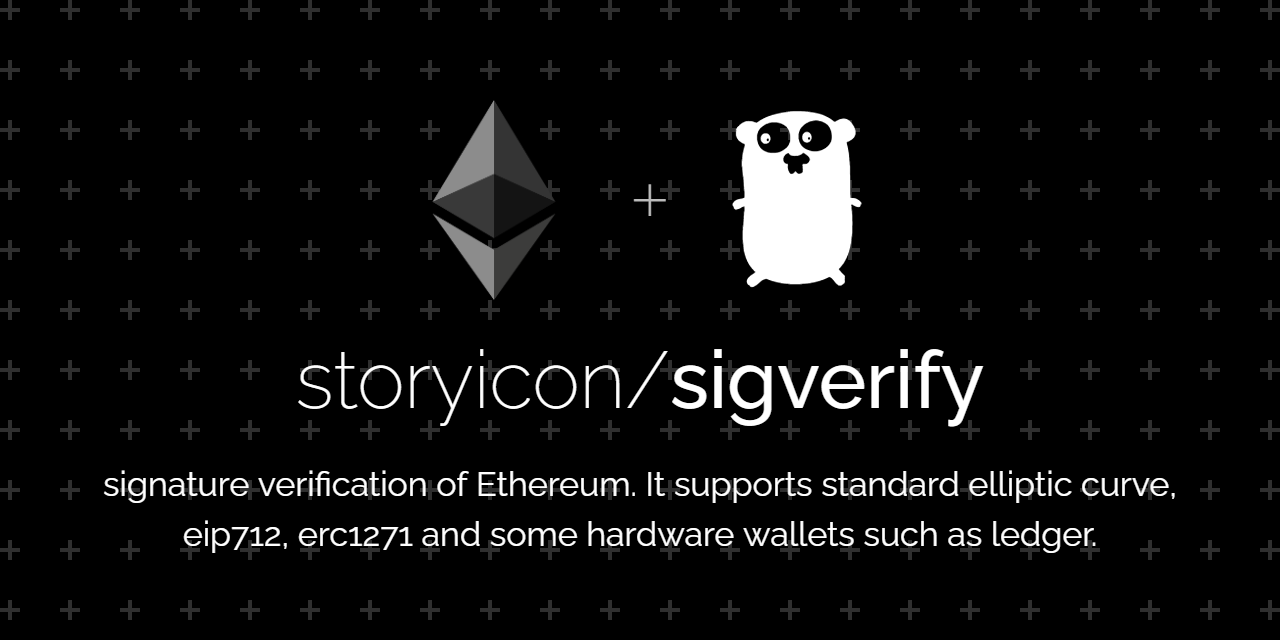 storyicon/sigverify
signature verification of Ethereum. It supports standard elliptic curve,
eip712, erc1271 and some hardware wallets such as ledger.